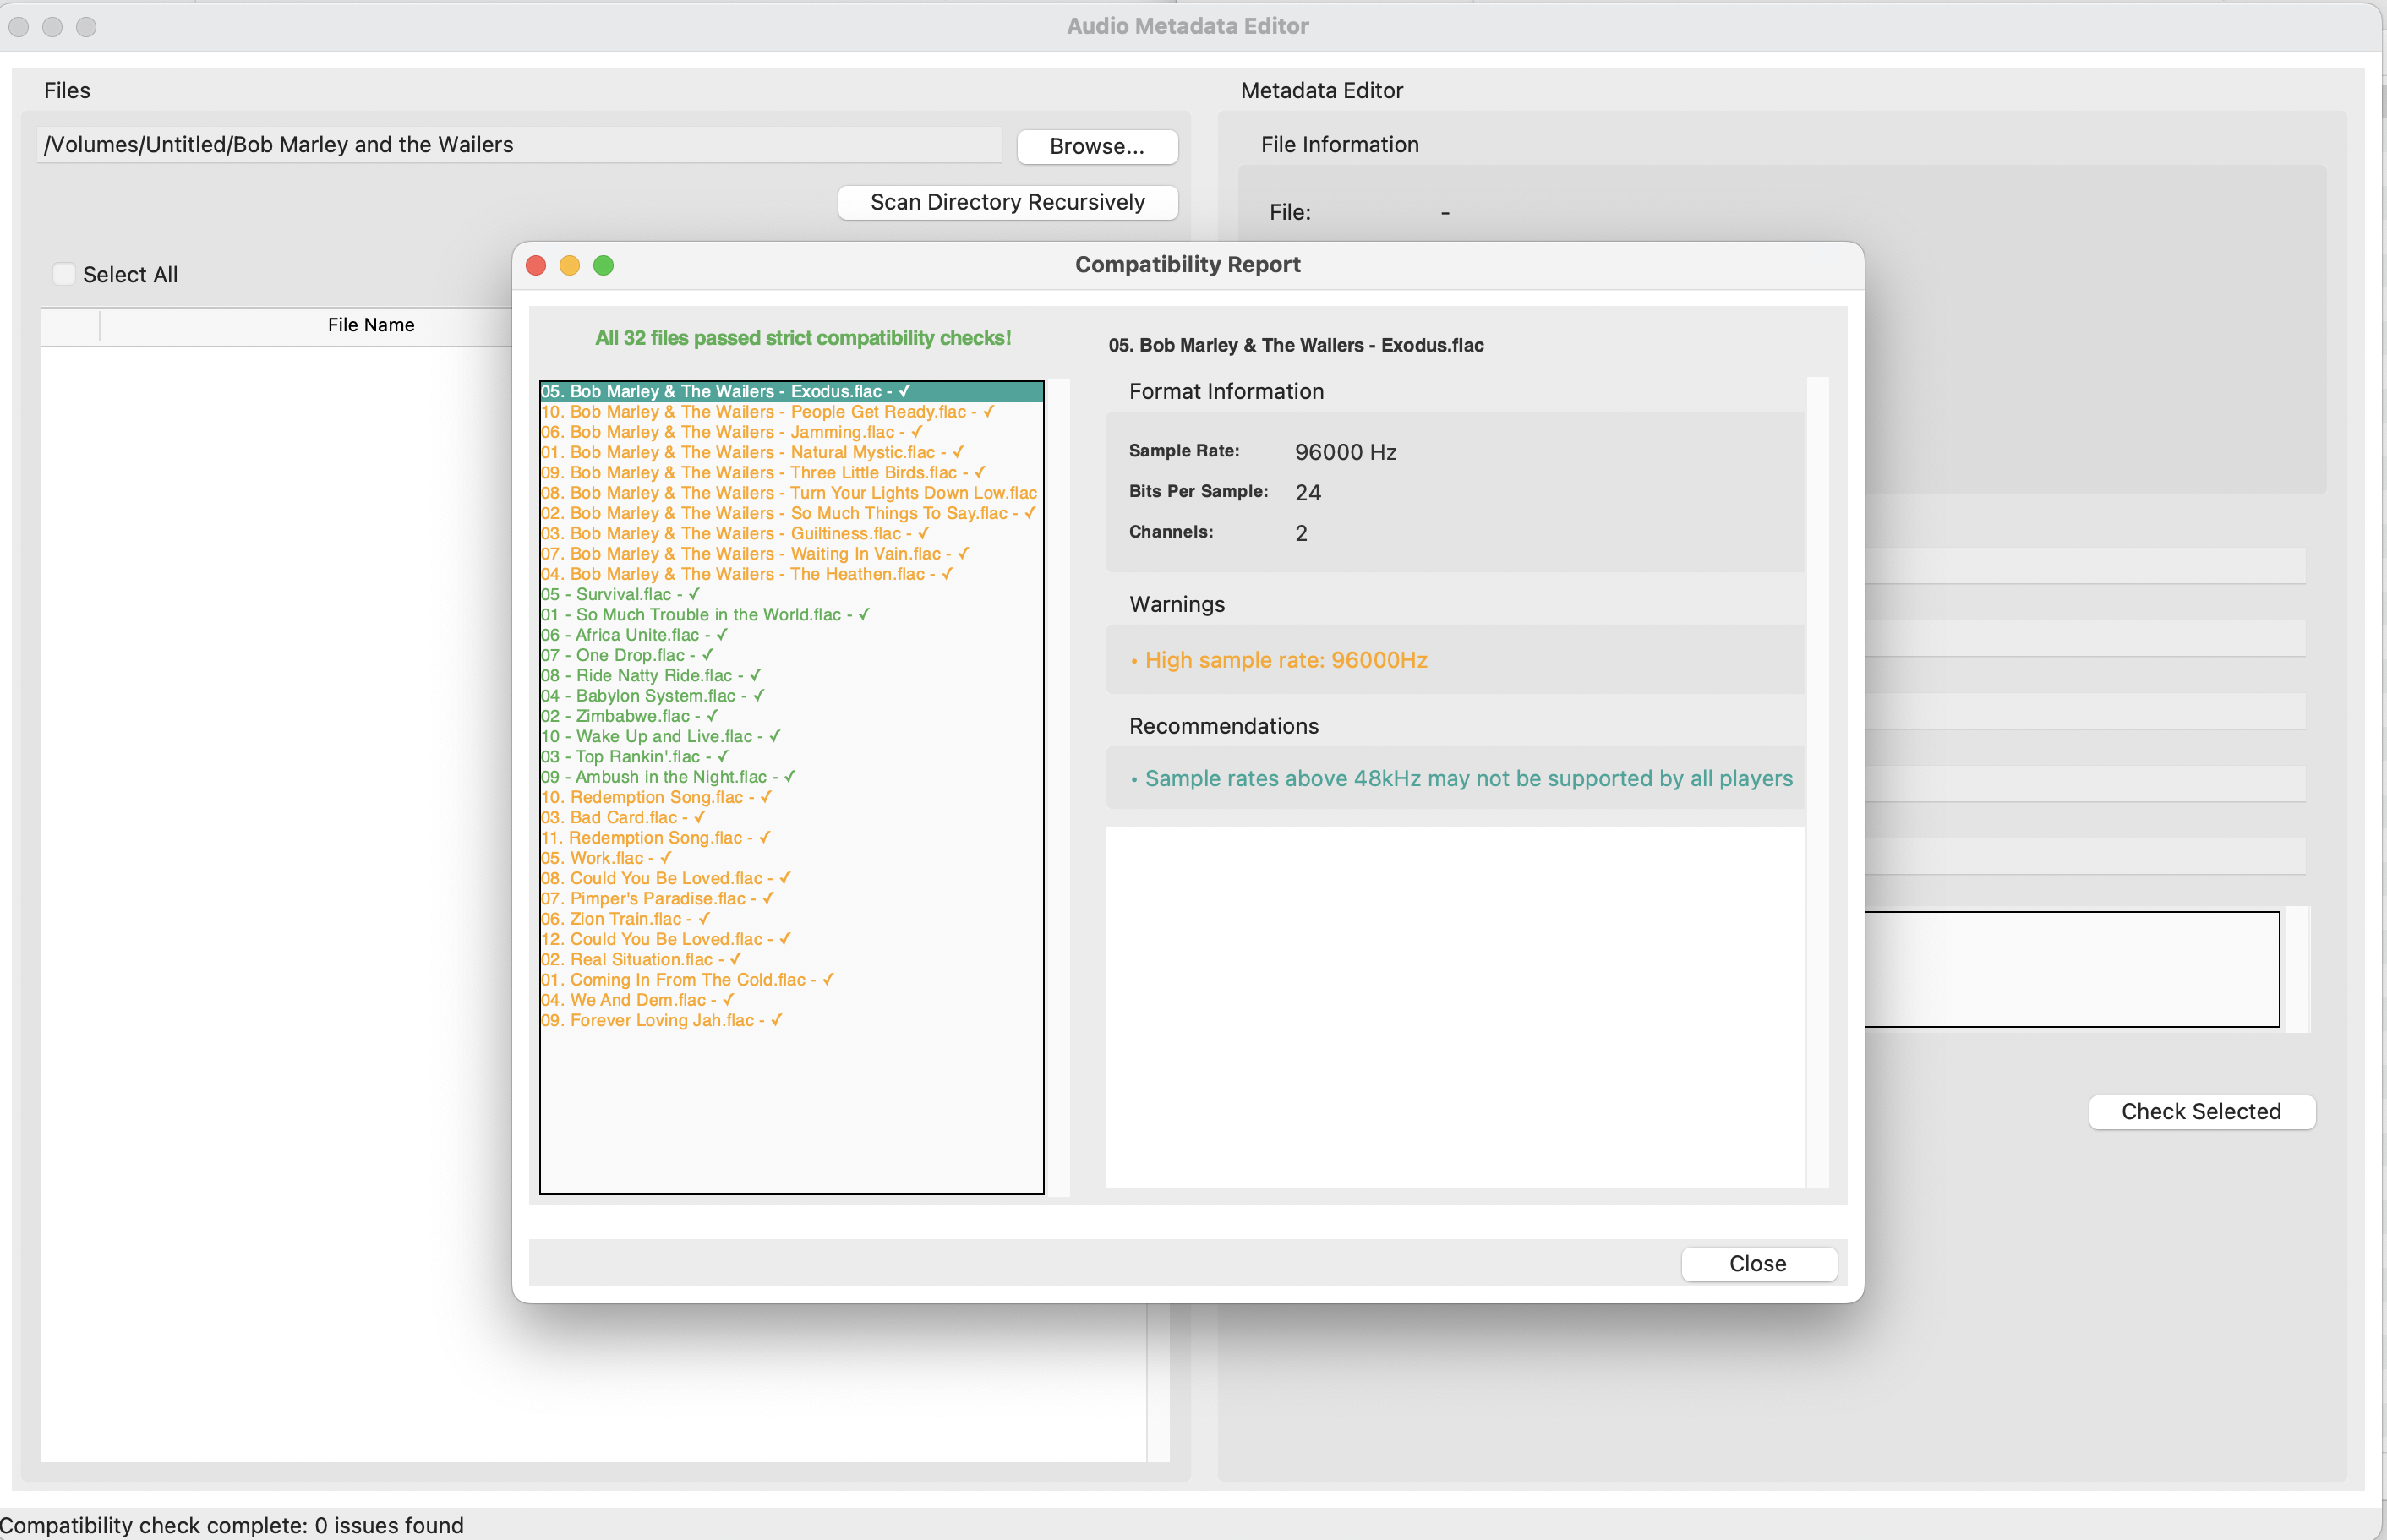 Audio Metadata Editor
Files
/Volumes/Untitled/Bob Marley and the Wailers
Browse...
Scan Directory Recursively
Select All
File Name
Metadata Editor
File Information
File:
-
Compatibility Report
All 32 files passed strict compatibility checks!
05. Bob Marley & The Wailers - Exodus.flac - ✓
10. Bob Marley & The Wailers - People Get Ready.flac - ✓
06. Bob Marley & The Wailers - Jamming.flac - ✓
01. Bob Marley & The Wailers - Natural Mystic.flac - ✓
09. Bob Marley & The Wailers - Three Little Birds.flac - ✓
08. Bob Marley & The Wailers - Turn Your Lights Down Low.flac
02. Bob Marley & The Wailers - So Much Things To Say.flac - ✓
03. Bob Marley & The Wailers - Guiltiness.flac - ✓
07. Bob Marley & The Wailers - Waiting In Vain.flac - ✓
04. Bob Marley & The Wailers - The Heathen.flac - ✓
05 - Survival.flac - ✓
01 - So Much Trouble in the World.flac - ✓
06 - Africa Unite.flac - ✓
07 - One Drop.flac - ✓
08 - Ride Natty Ride.flac - ✓
04 - Babylon System.flac - ✓
02 - Zimbabwe.flac - ✓
10 - Wake Up and Live.flac - ✓
03 - Top Rankin'.flac - ✓
09 - Ambush in the Night.flac - ✓
10. Redemption Song.flac - ✓
03. Bad Card.flac - ✓
11. Redemption Song.flac - ✓
05. Work.flac - ✓
08. Could You Be Loved.flac - ✓
07. Pimper's Paradise.flac - ✓
06. Zion Train.flac - ✓
12. Could You Be Loved.flac - ✓
02. Real Situation.flac - ✓
01. Coming In From The Cold.flac - ✓
04. We And Dem.flac - ✓
09. Forever Loving Jah.flac - ✓
05. Bob Marley & The Wailers - Exodus.flac
Format Information
Sample Rate: 96000 Hz
Bits Per Sample: 24
Channels: 2
Warnings
• High sample rate: 96000Hz
Recommendations
• Sample rates above 48kHz may not be supported by all players
Close
Check Selected
Compatibility check complete: 0 issues found